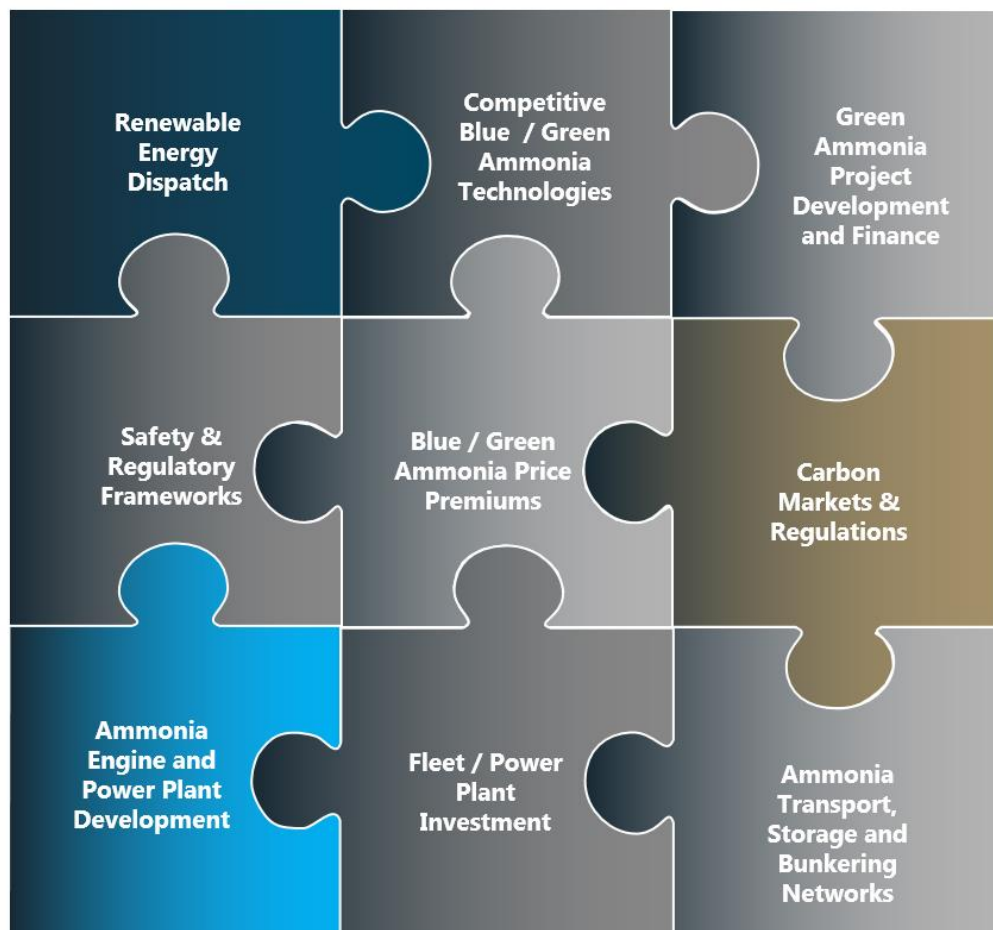 Renewable
Energy
Dispatch
Competitive
Blue / Green
Ammonia
Technologies
Green
Ammonia
Project
Development
and Finance
Safety &
Regulatory
Frameworks
Blue / Green
Ammonia Price
Premiums
Carbon
Markets &
Regulations
Ammonia
Engine and
Power Plant
Development
Fleet / Power
Plant
Investment
Ammonia
Transport,
Storage and
Bunkering
Networks